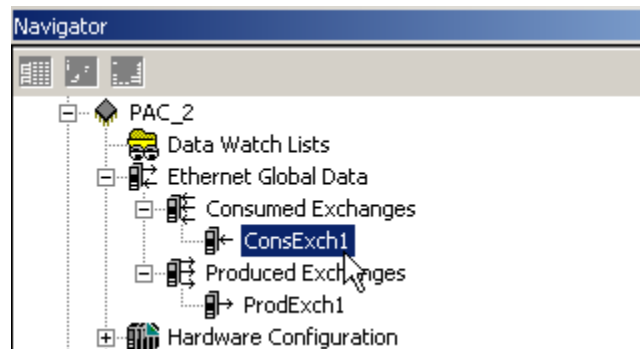 Navigator
PAC_2
Data Watch Lists
Ethernet Global Data
Consumed Exchanges
ConsExch1
Produced Exchanges
ProdExch1
Hardware Configuration